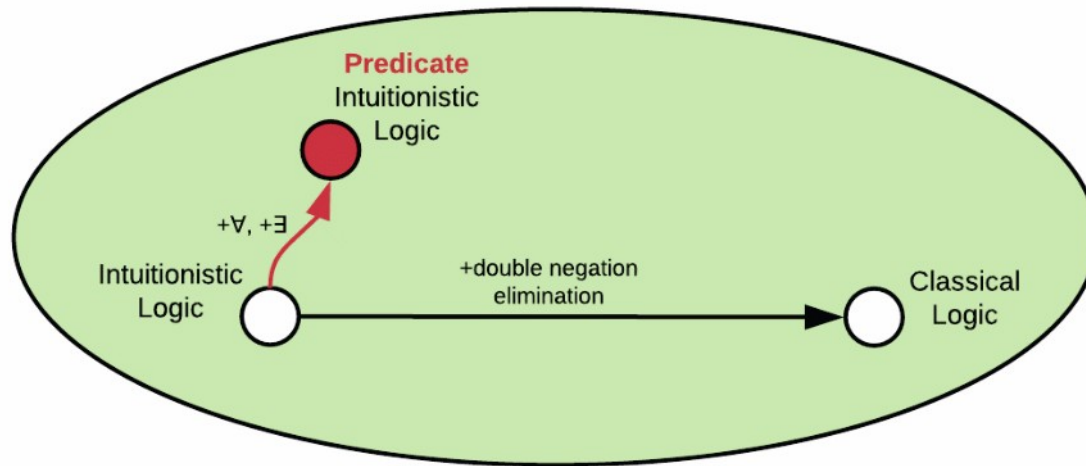 Predicate
Intuitionistic
Logic
+∀, +∃
Intuitionistic
Logic
+double negation
elimination
Classical
Logic